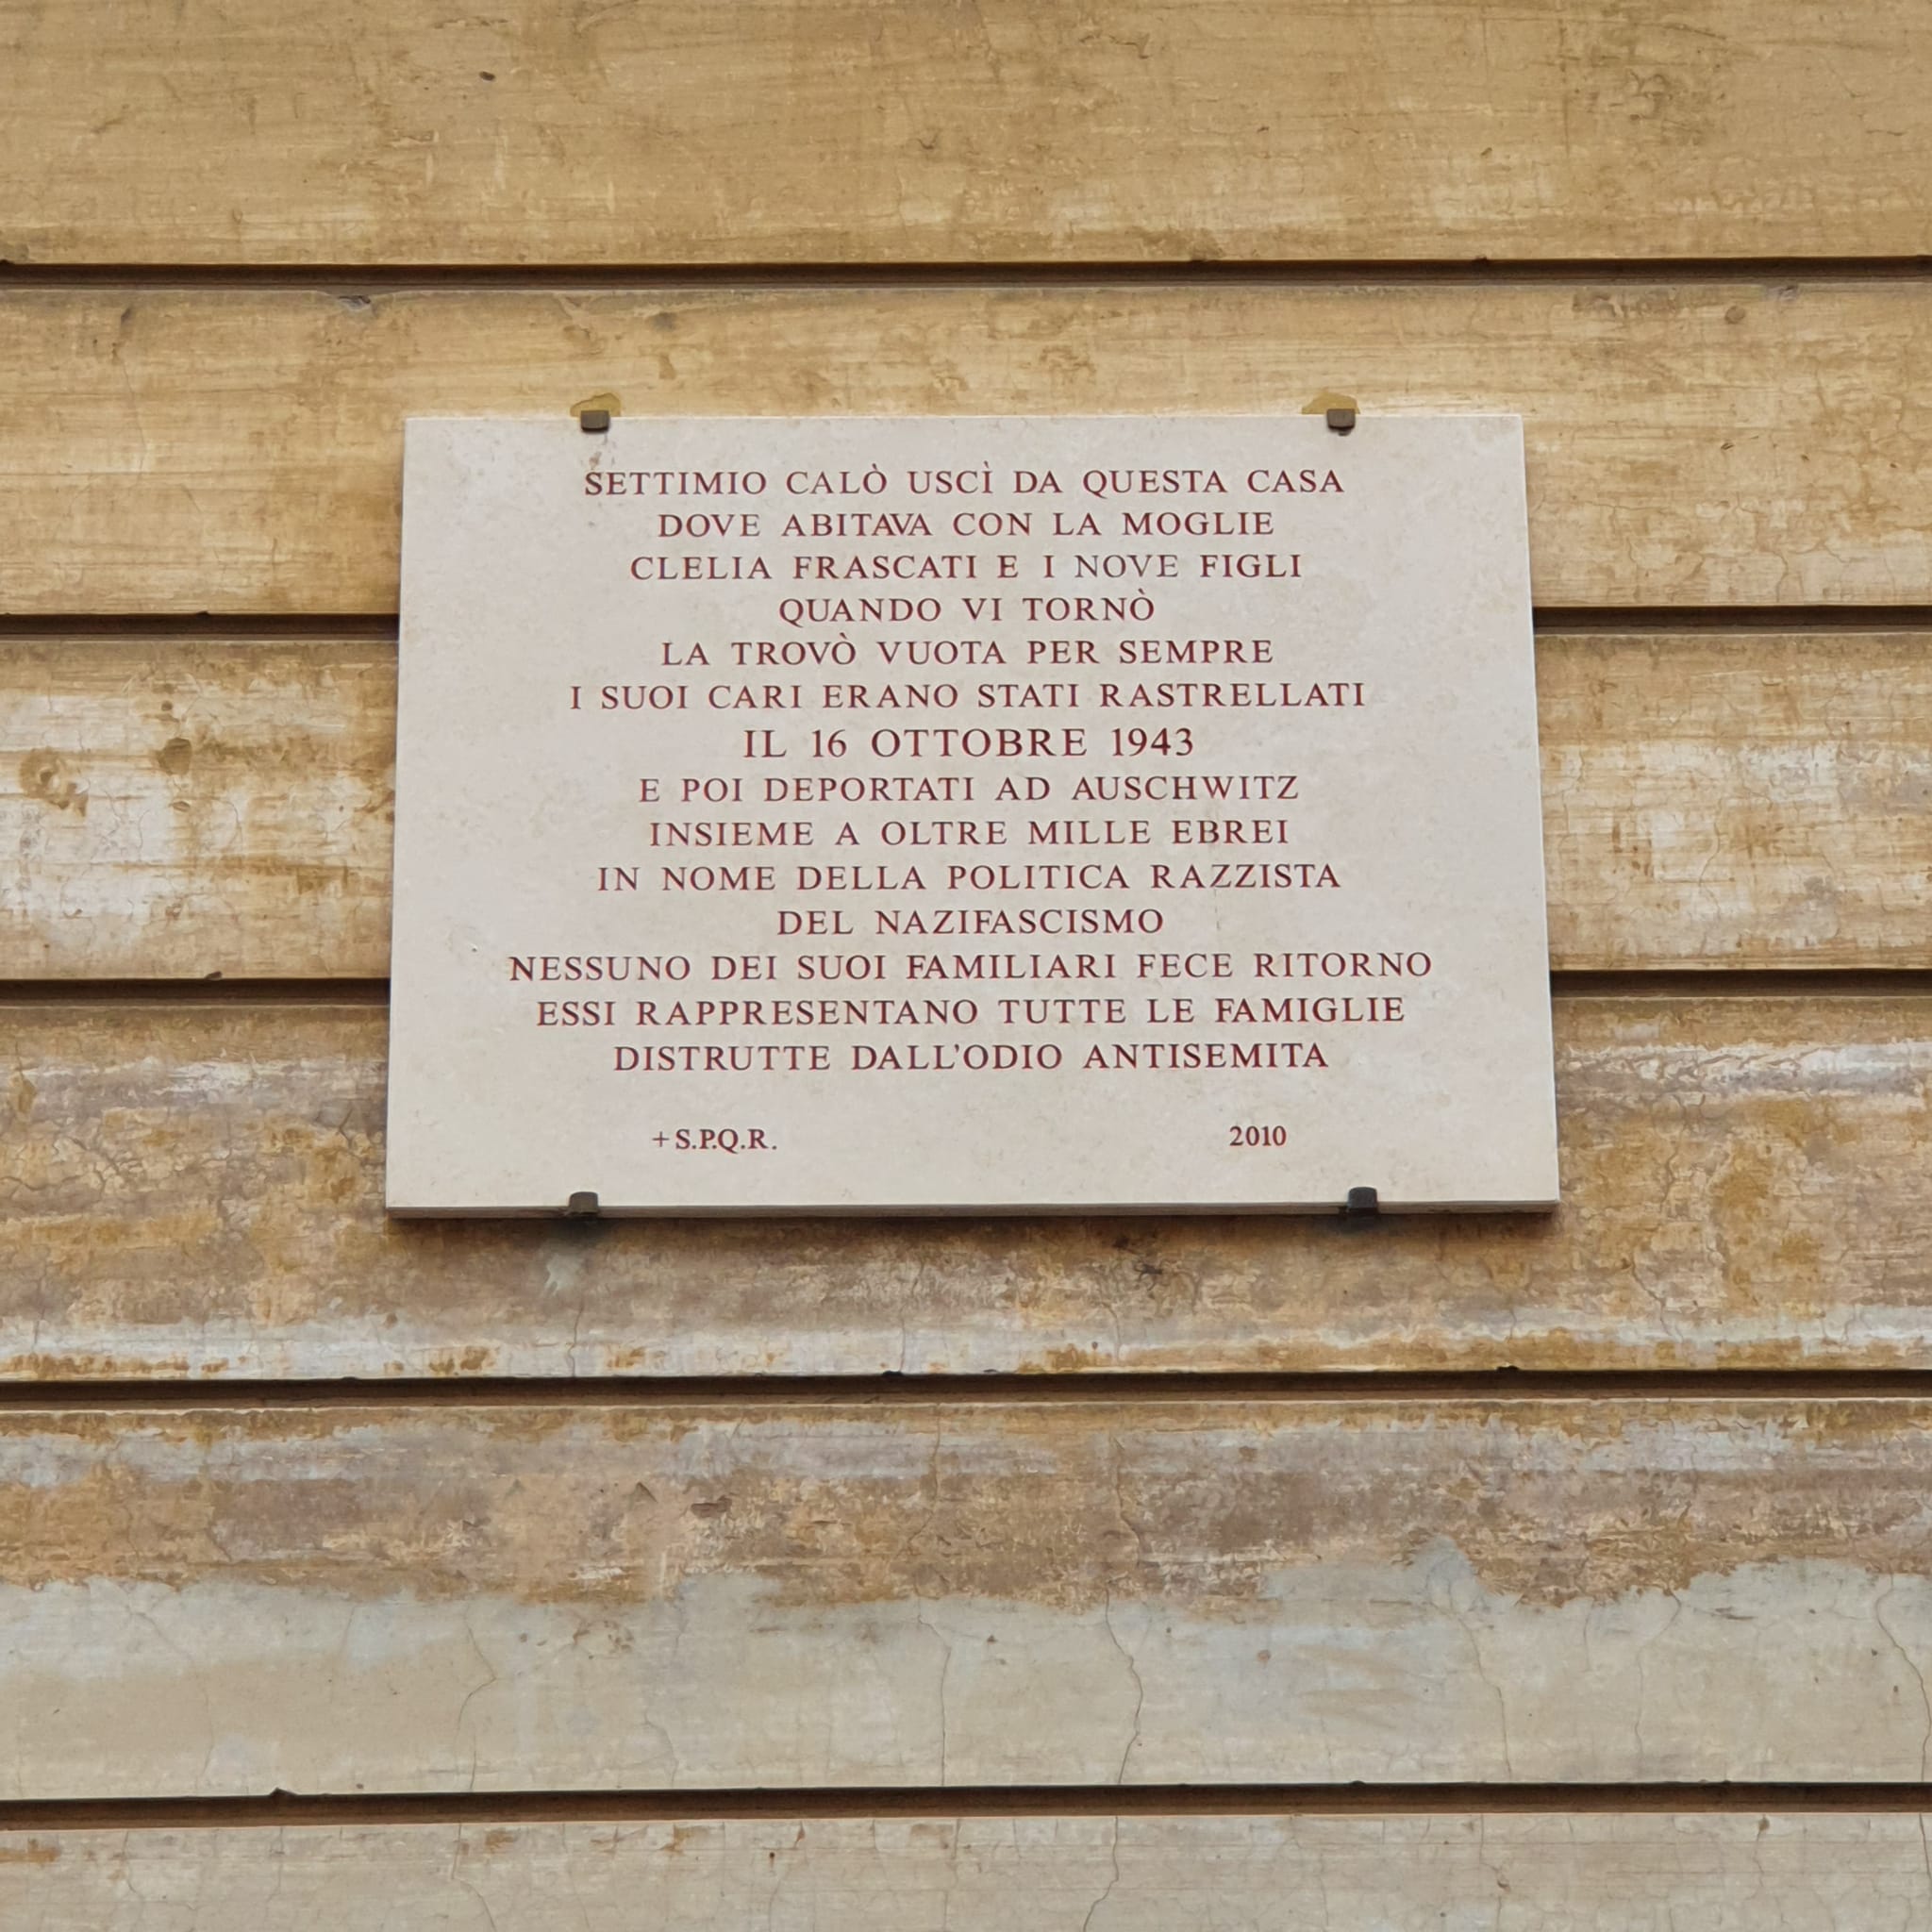 SETTIMIO CALÒ USCÌ DA QUESTA CASA
DOVE ABITAVA CON LA MOGLIE
CLELIA FRASCATI E I NOVE FIGLI
QUANDO VI TORNÒ
LA TROVÒ VUOTA PER SEMPRE
I SUOI CARI ERANO STATI RASTRELLATI
IL 16 OTTOBRE 1943
E POI DEPORTATI AD AUSCHWITZ
INSIEME A OLTRE MILLE EBREI
IN NOME DELLA POLITICA RAZZISTA
DEL NAZIFASCISMO
NESSUNO DEI SUOI FAMILIARI FECE RITORNO
ESSI RAPPRESENTANO TUTTE LE FAMIGLIE
DISTRUTTE DALL'ODIO ANTISEMITA
+ S.P.Q.R. 2010